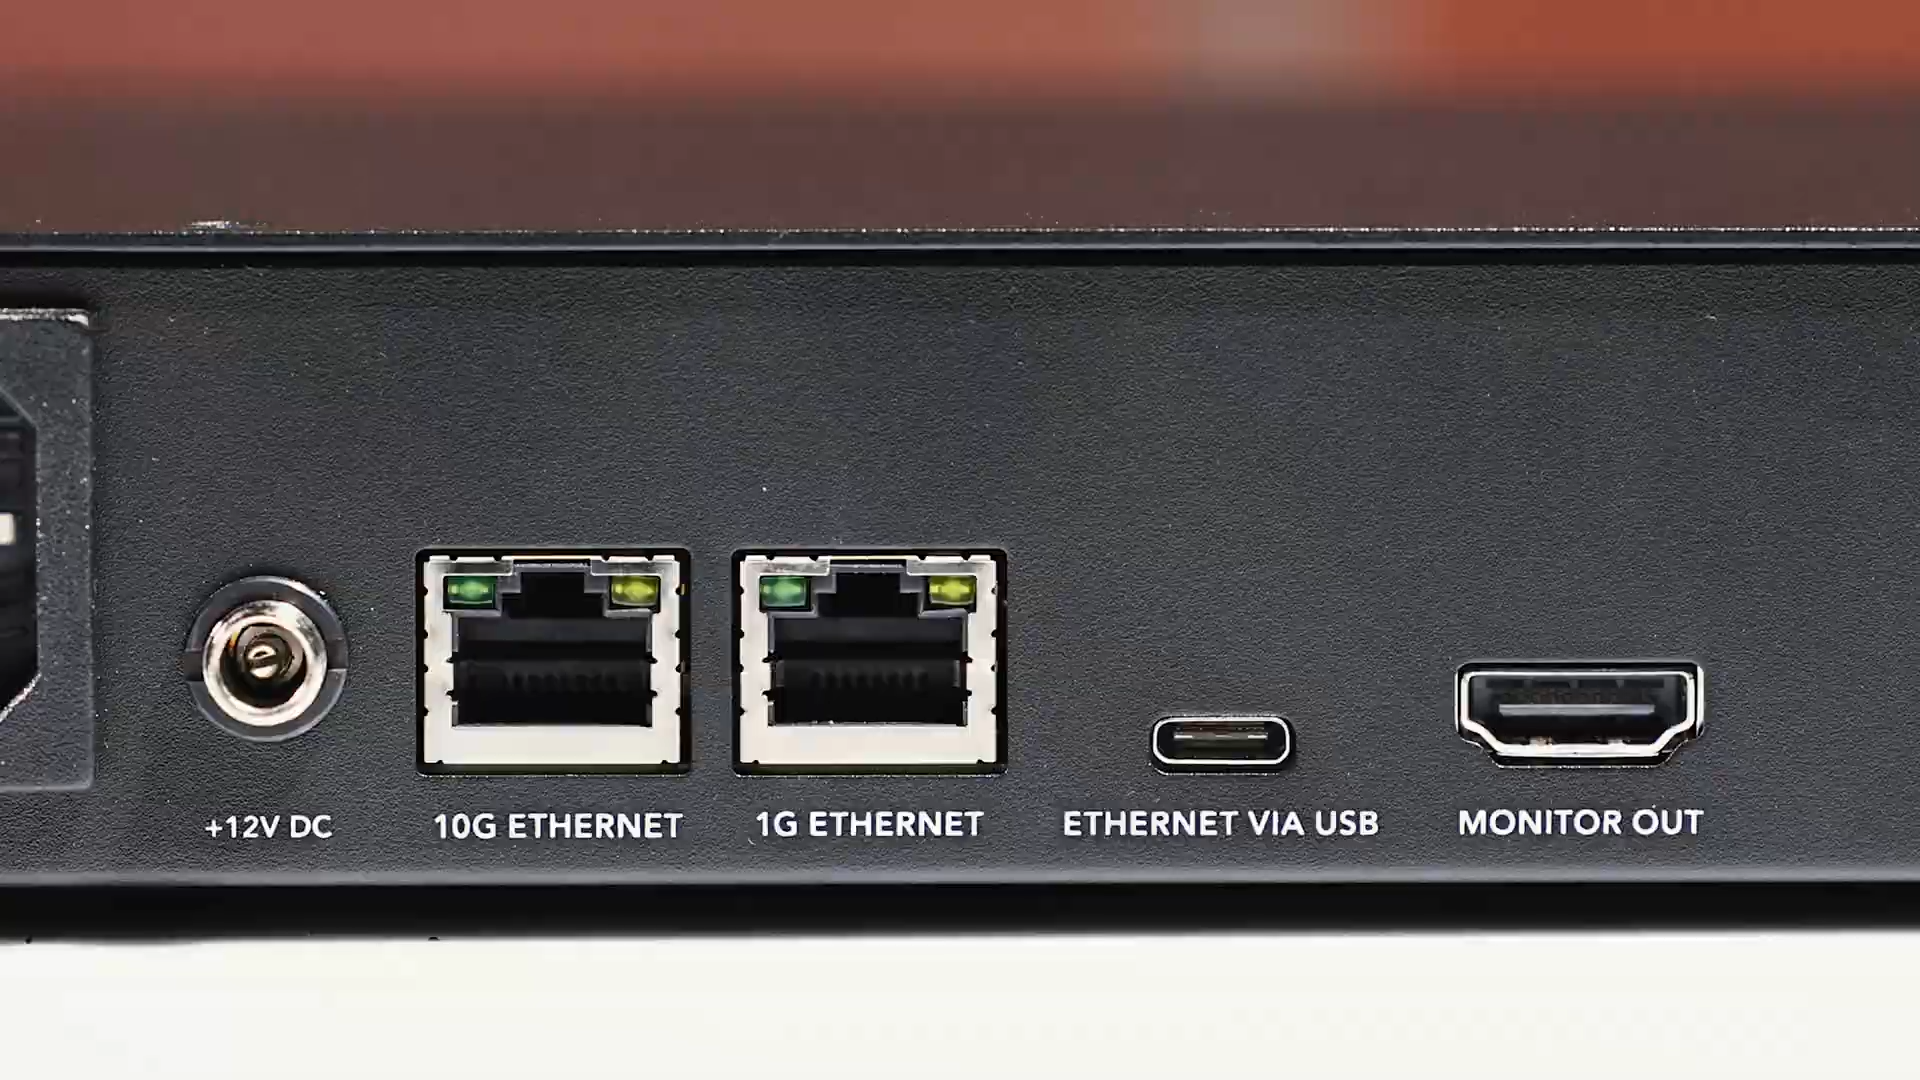 +12V DC
10G ETHERNET
1G ETHERNET
ETHERNET VIA USB
MONITOR OUT